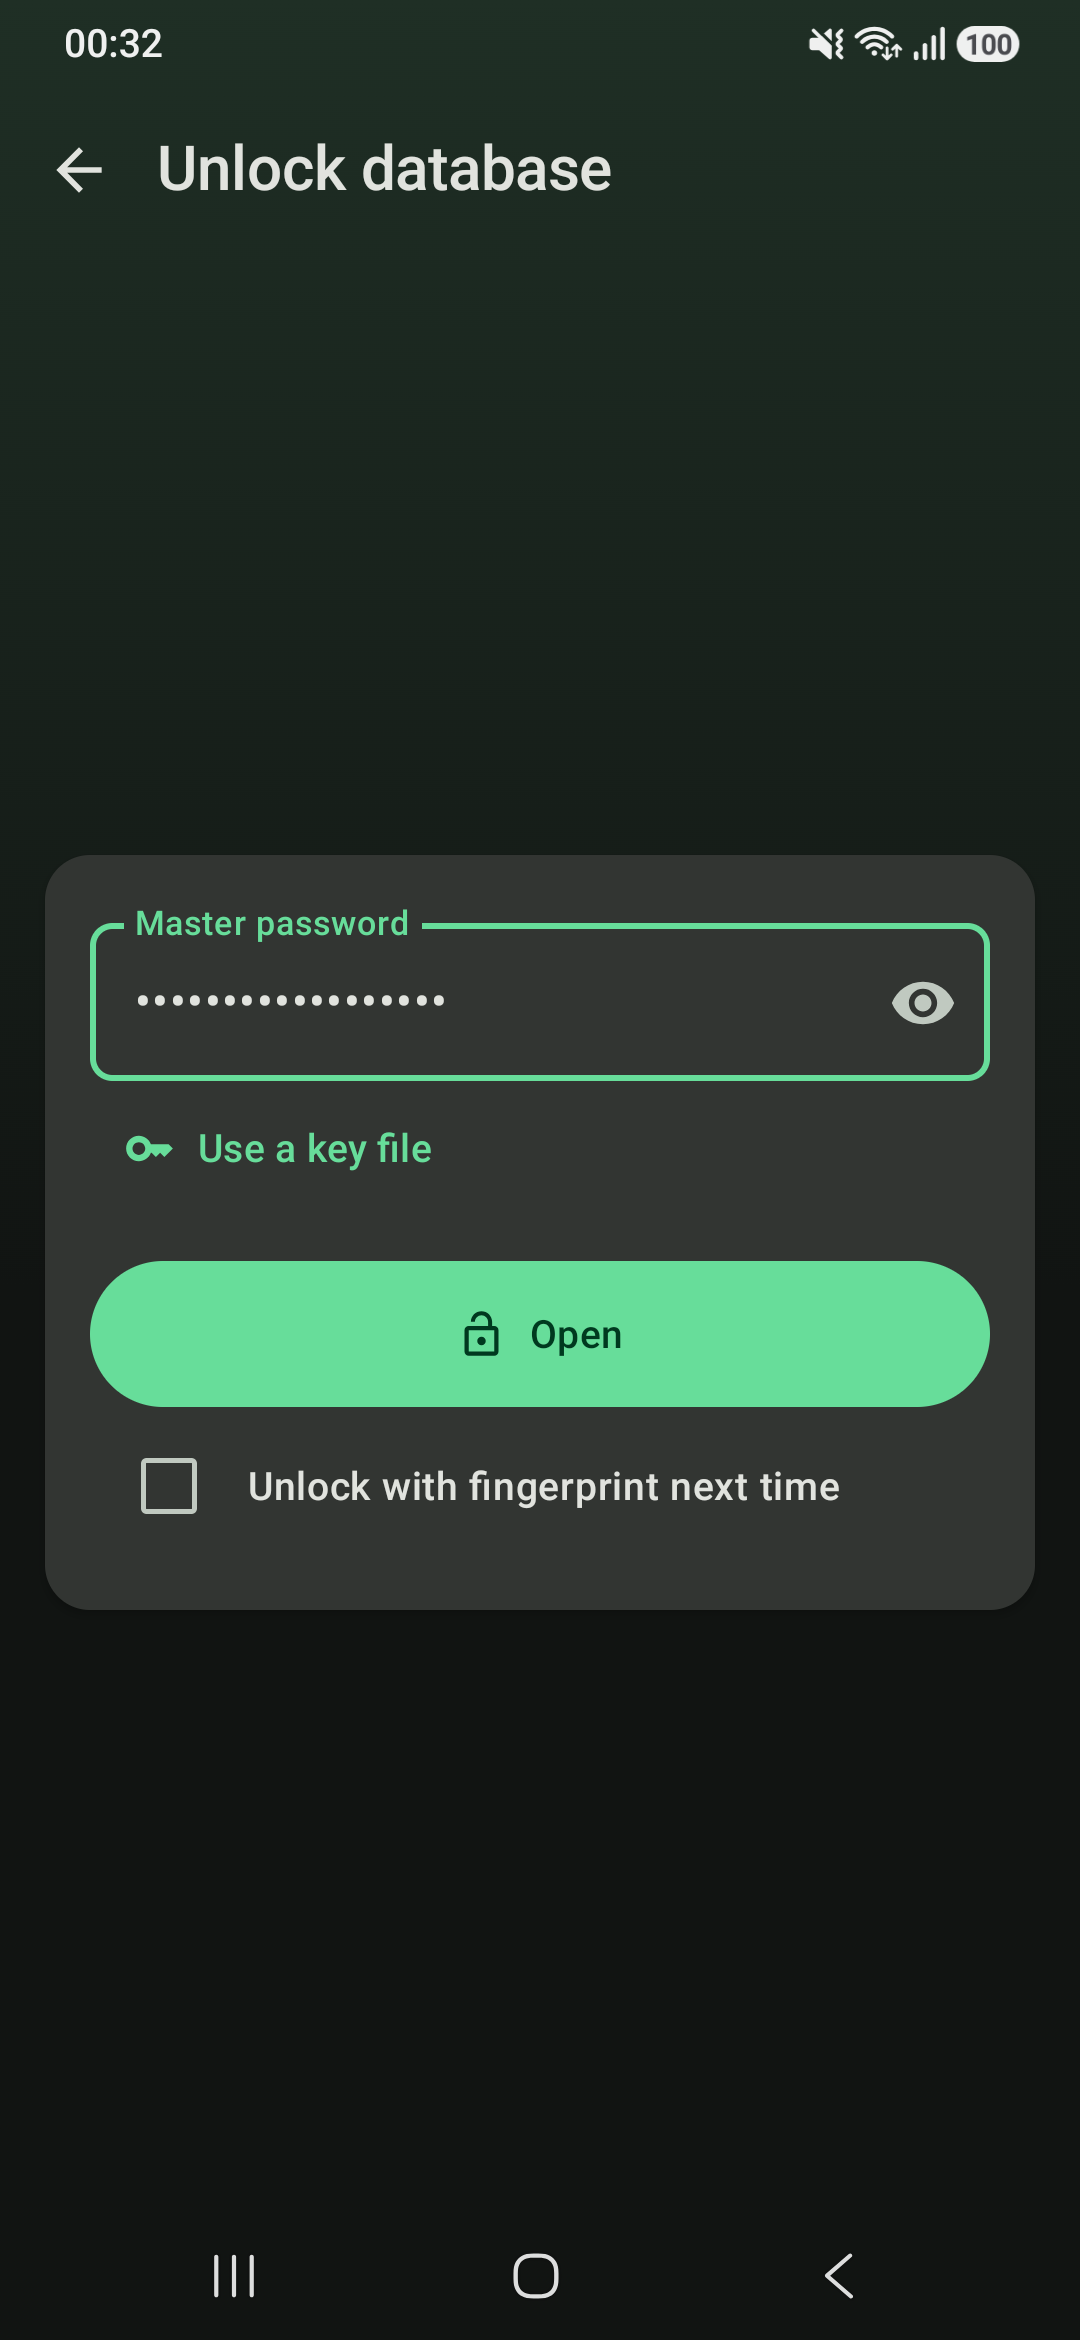 00:32
100
Unlock database
Master password
••••••••••••••••••
Use a key file
Open
Unlock with fingerprint next time